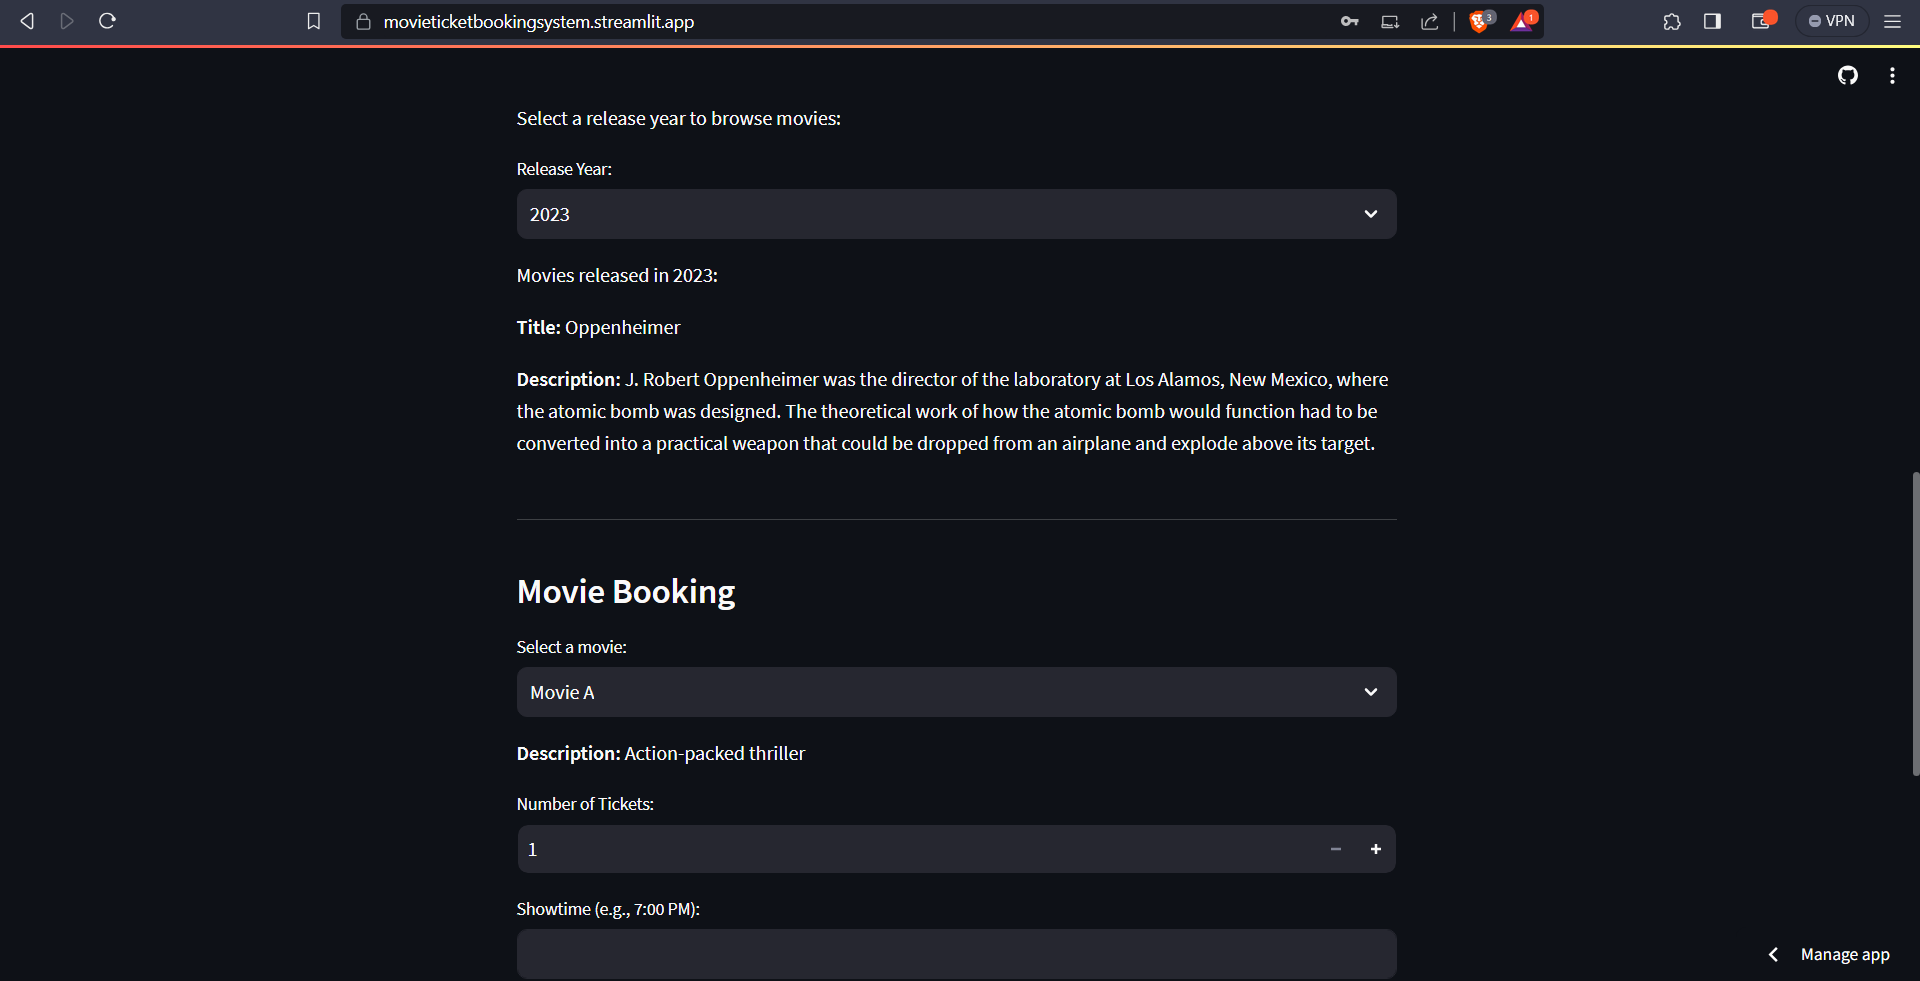 movieticketbookingsystem.streamlit.app
3
1
VPN
Select a release year to browse movies:
Release Year:
2023
Movies released in 2023:
Title: Oppenheimer
Description: J. Robert Oppenheimer was the director of the laboratory at Los Alamos, New Mexico, where
the atomic bomb was designed. The theoretical work of how the atomic bomb would function had to be
converted into a practical weapon that could be dropped from an airplane and explode above its target.
Movie Booking
Select a movie:
Movie A
Description: Action-packed thriller
Number of Tickets:
1
Showtime (e.g., 7:00 PM):
Manage app